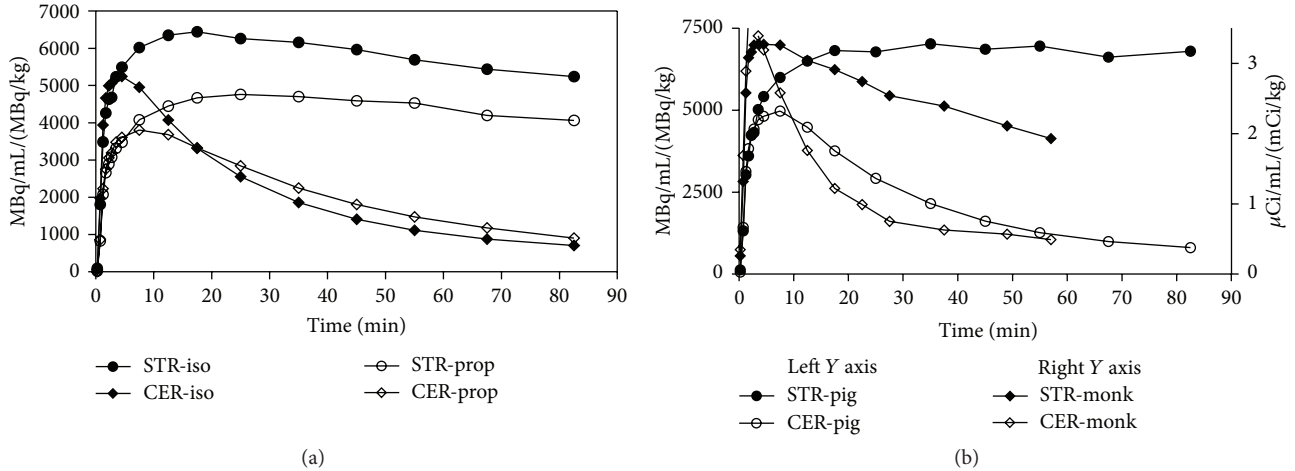 7000
6000
5000
4000
3000
2000
1000
0
MBq/mL/(MBq/kg)
0 10 20 30 40 50 60 70 80 90
Time (min)
STR-iso STR-prop
CER-iso CER-prop
(a)
7500
5000
2500
0
MBq/mL/(MBq/kg)
3
2
1
0
μCi/mL/(mCi/kg)
0 10 20 30 40 50 60 70 80 90
Time (min)
Left Y axis Right Y axis
STR-pig STR-monk
CER-pig CER-monk
(b)